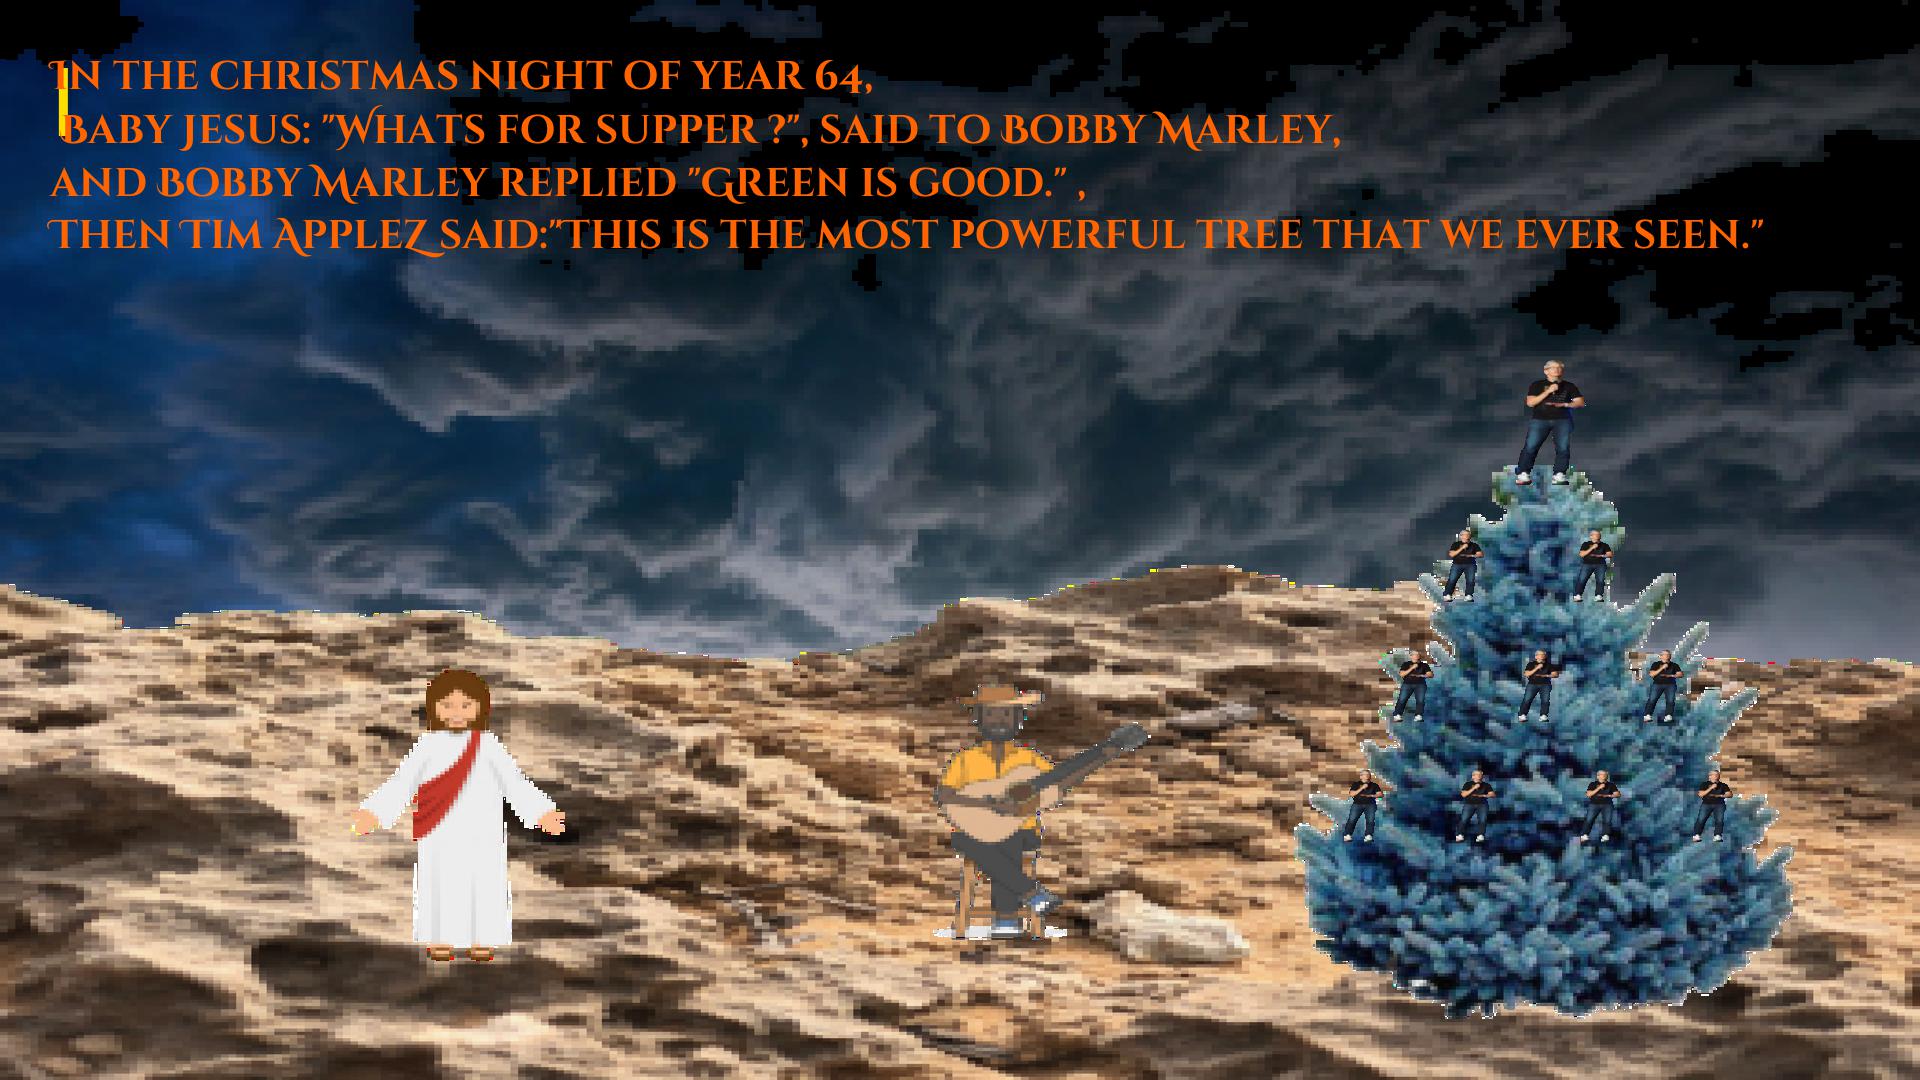 In the Christmas night of year 64,
Baby Jesus: "Whats for supper ?", said to Bobby Marley,
and Bobby Marley replied "Green is good." ,
Then Tim Applez said:"This is the most powerful tree that we ever seen."